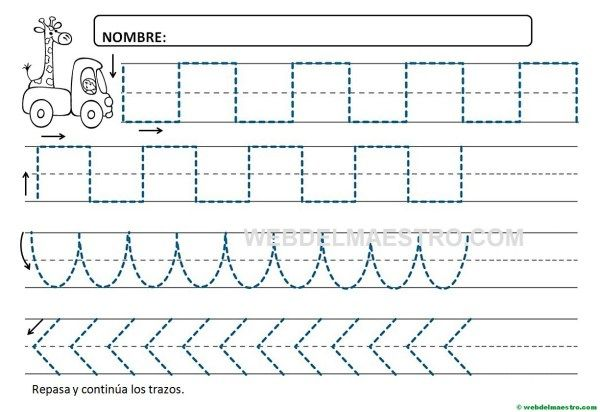 NOMBRE:
WEBDELMAESTRO.COM
Repasa y continúa los trazos.
© webdelmaestro.com